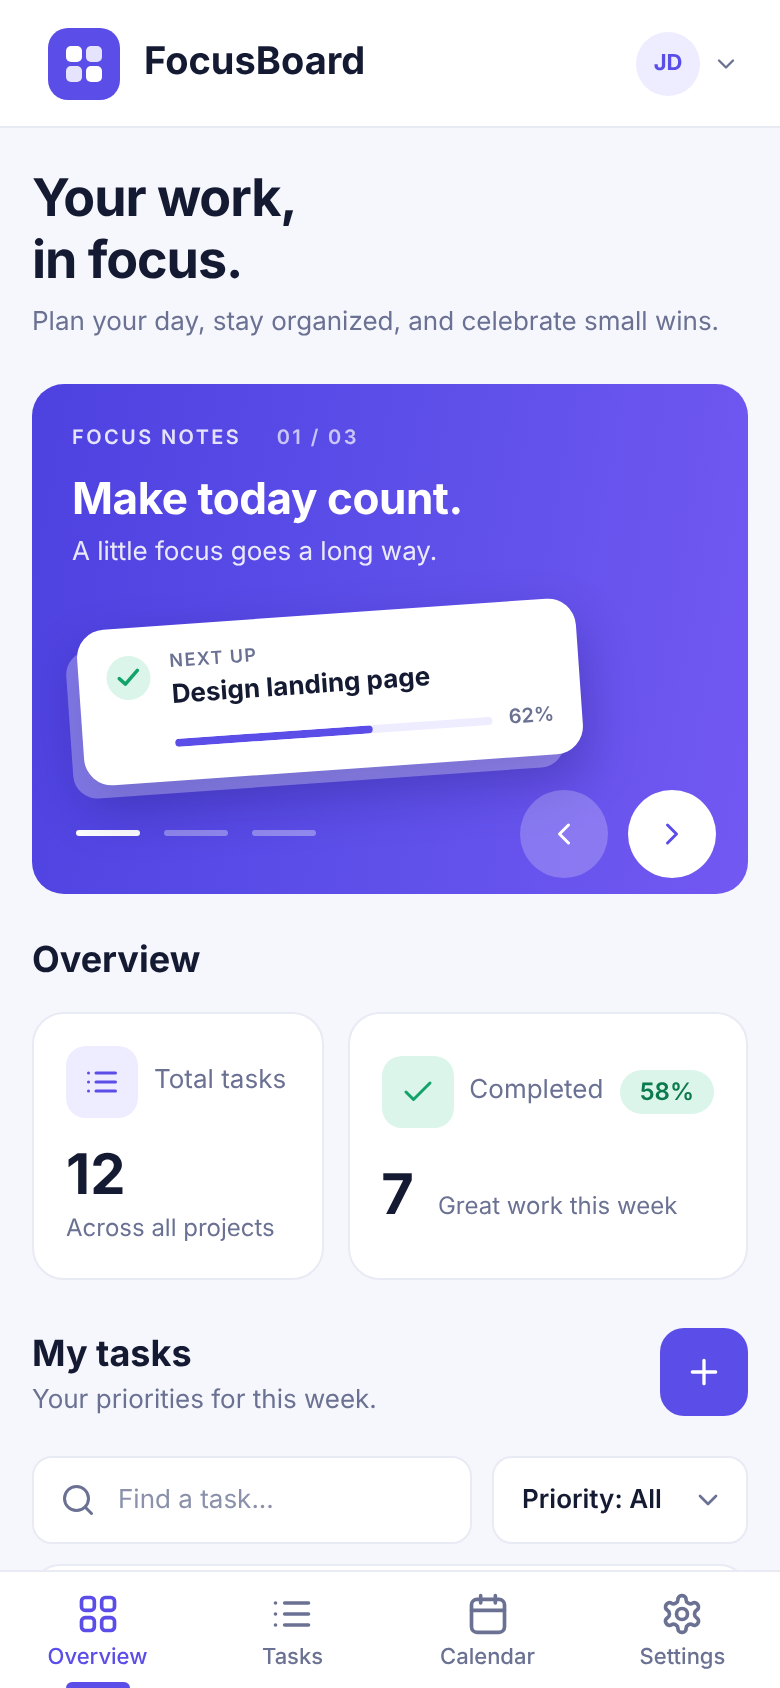 FocusBoard
JD
Your work,
in focus.
Plan your day, stay organized, and celebrate small wins.
FOCUS NOTES 01 / 03
Make today count.
A little focus goes a long way.
NEXT UP
Design landing page
62%
Overview
Total tasks
12
Across all projects
Completed 58%
7 Great work this week
My tasks
Your priorities for this week.
Find a task...
Priority: All
Overview
Tasks
Calendar
Settings